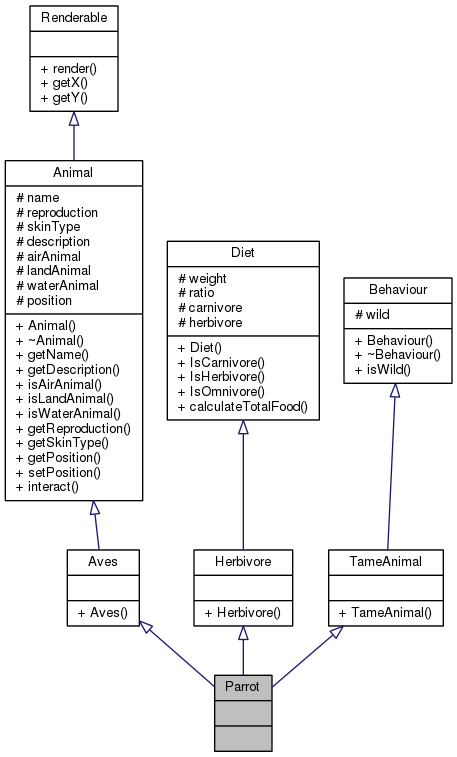 Renderable
+ render()
+ getX()
+ getY()
Animal
# name
# reproduction
# skinType
# description
# airAnimal
# landAnimal
# waterAnimal
# position
+ Animal()
+ ~Animal()
+ getName()
+ getDescription()
+ isAirAnimal()
+ isLandAnimal()
+ isWaterAnimal()
+ getReproduction()
+ getSkinType()
+ getPosition()
+ setPosition()
+ interact()
Diet
# weight
# ratio
# carnivore
# herbivore
+ Diet()
+ IsCarnivore()
+ IsHerbivore()
+ IsOmnivore()
+ calculateTotalFood()
Behaviour
# wild
+ Behaviour()
+ ~Behaviour()
+ isWild()
Aves
+ Aves()
Herbivore
+ Herbivore()
TameAnimal
+ TameAnimal()
Parrot